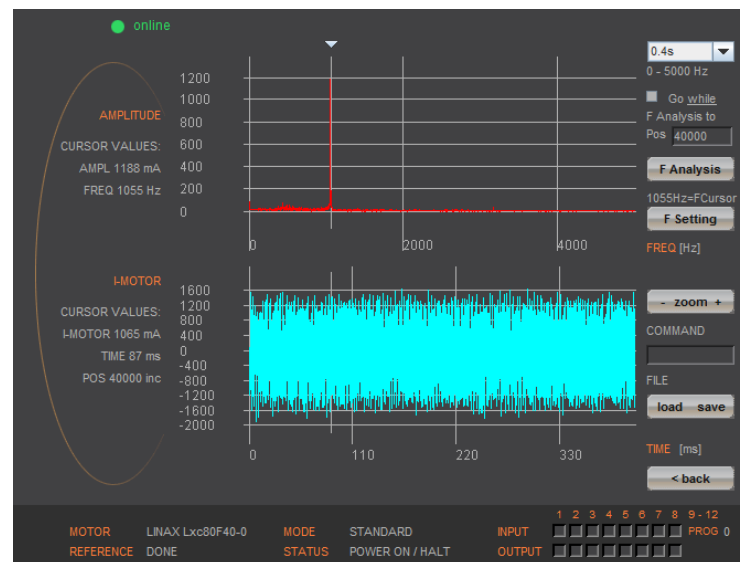 online
0.4s
0 - 5000 Hz
Go while
F Analysis to
Pos 40000
F Analysis
1055Hz=FCursor
F Setting
FREQ [Hz]
AMPLITUDE
CURSOR VALUES:
AMPL 1188 mA
FREQ 1055 Hz
1200
1000
800
600
400
200
0
0 2000 4000
I-MOTOR
CURSOR VALUES:
I-MOTOR 1065 mA
TIME 87 ms
POS 40000 inc
1600
1200
800
400
0
-400
-800
-1200
-1600
-2000
0 110 220 330
- zoom +
COMMAND
FILE
load save
TIME [ms]
< back
1 2 3 4 5 6 7 8 9 - 12
MOTOR LINAX Lxc80F40-0 MODE STANDARD INPUT PROG 0
REFERENCE DONE STATUS POWER ON / HALT OUTPUT